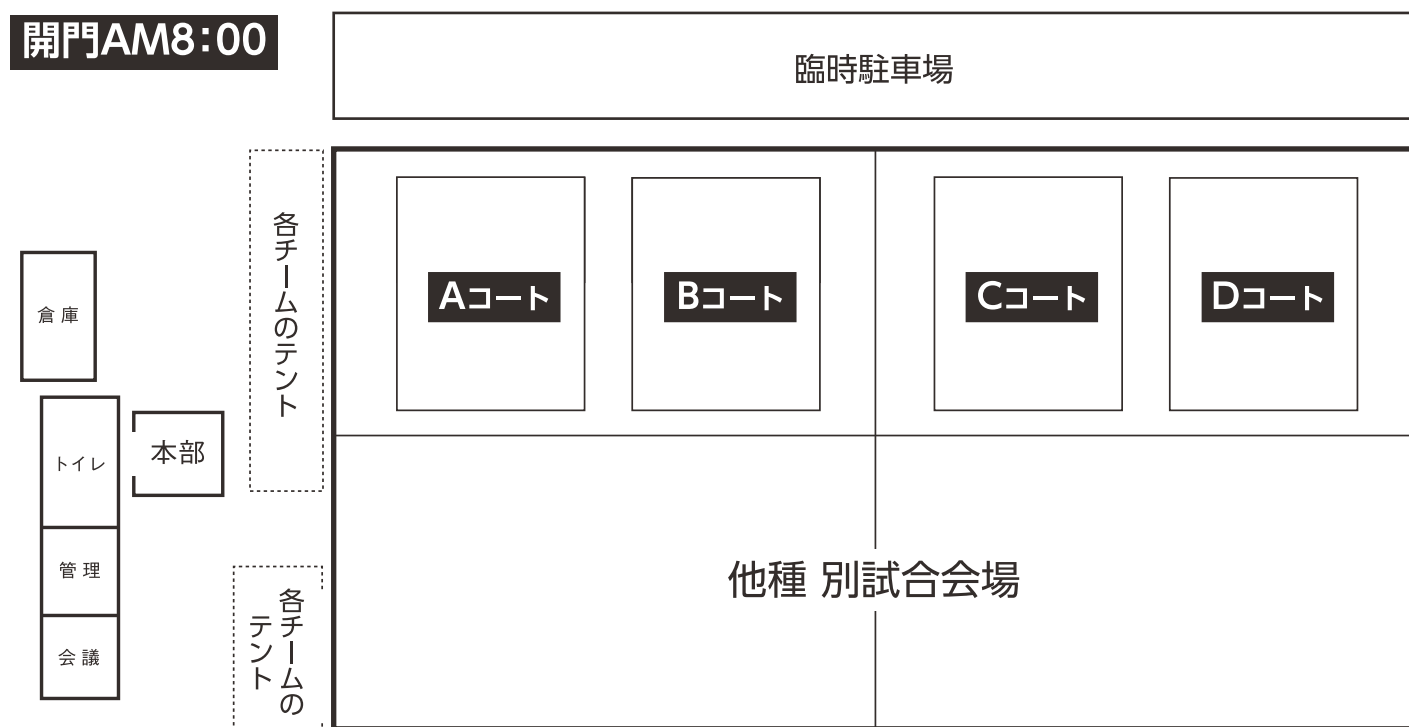 開門AM8:00
臨時駐車場
各チームのテント
Aコート
Bコート
Cコート
Dコート
倉庫
トイレ
本部
管理
会議
他種 別試合会場
各チームの
テント